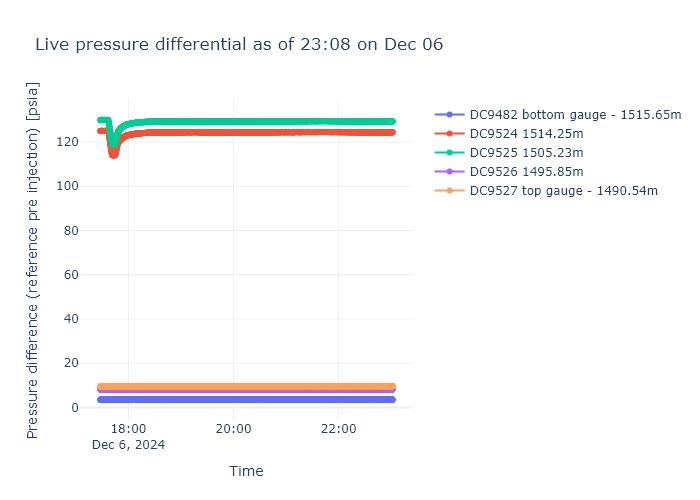 Live pressure differential as of 23:08 on Dec 06
Pressure difference (reference pre injection) [psia]
120
100
80
60
40
20
0
18:00
Dec 6, 2024
20:00
22:00
Time
DC9482 bottom gauge - 1515.65m
DC9524 1514.25m
DC9525 1505.23m
DC9526 1495.85m
DC9527 top gauge - 1490.54m